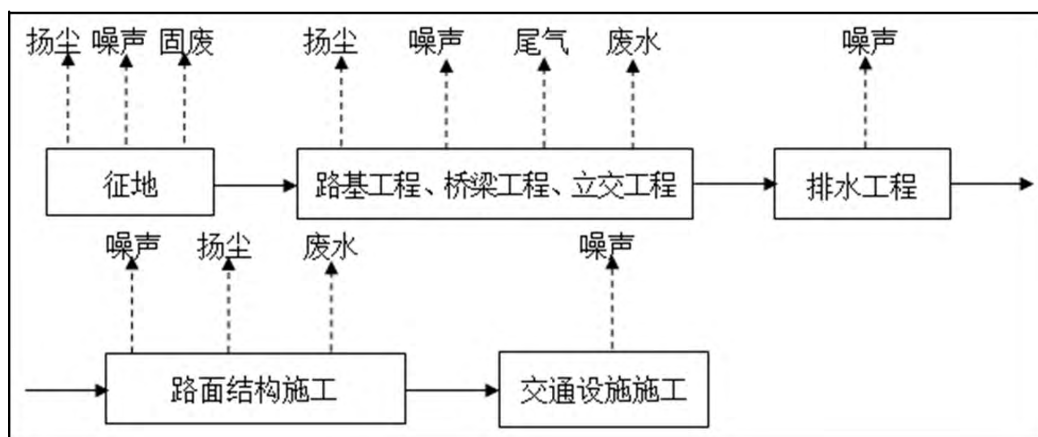 扬尘 噪声 固废 扬尘 噪声 尾气 废水 噪声
征地 路基工程、桥梁工程、立交工程 排水工程
噪声 扬尘 废水 噪声
路面结构施工 交通设施施工